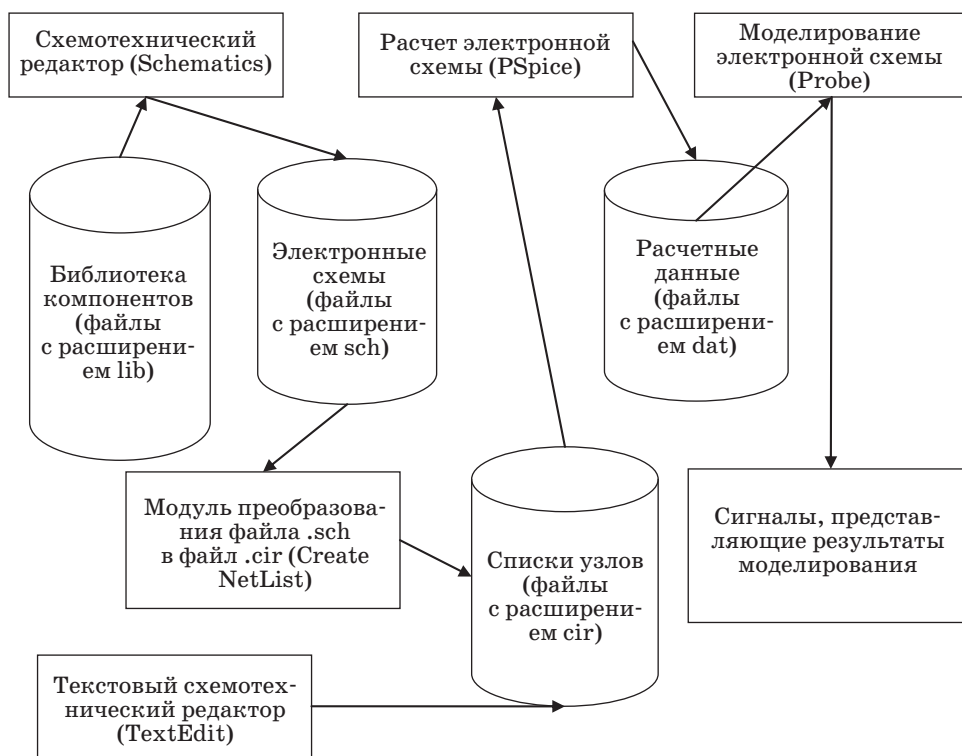 Схемотехнический
редактор (Schematics)
Расчет электронной
схемы (PSpice)
Моделирование
электронной схемы
(Probe)
Библиотека
компонентов
(файлы
с расширени-
ем lib)
Электронные
схемы
(файлы
с расширени-
ем sch)
Расчетные
данные
(файлы
с расширени-
ем dat)
Модуль преобразова-
ния файла .sch
в файл .cir (Create
NetList)
Списки узлов
(файлы
с расширени-
ем cir)
Сигналы, представ-
ляющие результаты
моделирования
Текстовый схемотех-
нический редактор
(TextEdit)